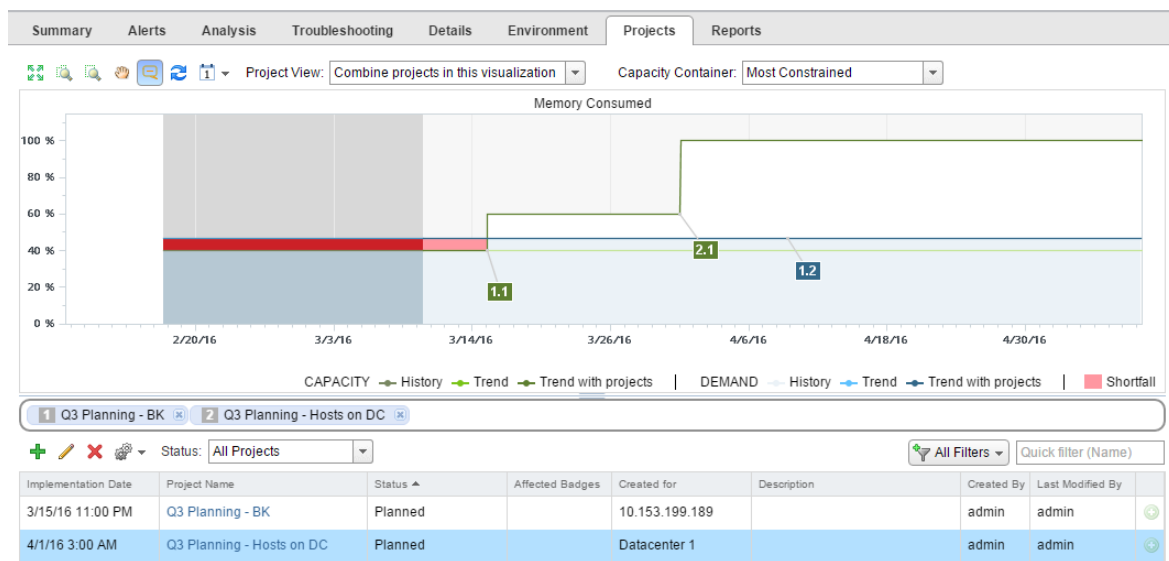 Summary Alerts Analysis Troubleshooting Details Environment Projects Reports
1 Project View: Combine projects in this visualization Capacity Container: Most Constrained
Memory Consumed
100 %
80 %
60 %
40 %
20 %
0 %
2.1
1.2
1.1
2/20/16 3/3/16 3/14/16 3/26/16 4/6/16 4/18/16 4/30/16
CAPACITY History Trend Trend with projects | DEMAND History Trend Trend with projects | Shortfall
1 Q3 Planning - BK x 2 Q3 Planning - Hosts on DC x
Status: All Projects All Filters Quick filter (Name)
Implementation Date Project Name Status Affected Badges Created for Description Created By Last Modified By
3/15/16 11:00 PM Q3 Planning - BK Planned 10.153.199.189 admin admin
4/1/16 3:00 AM Q3 Planning - Hosts on DC Planned Datacenter 1 admin admin